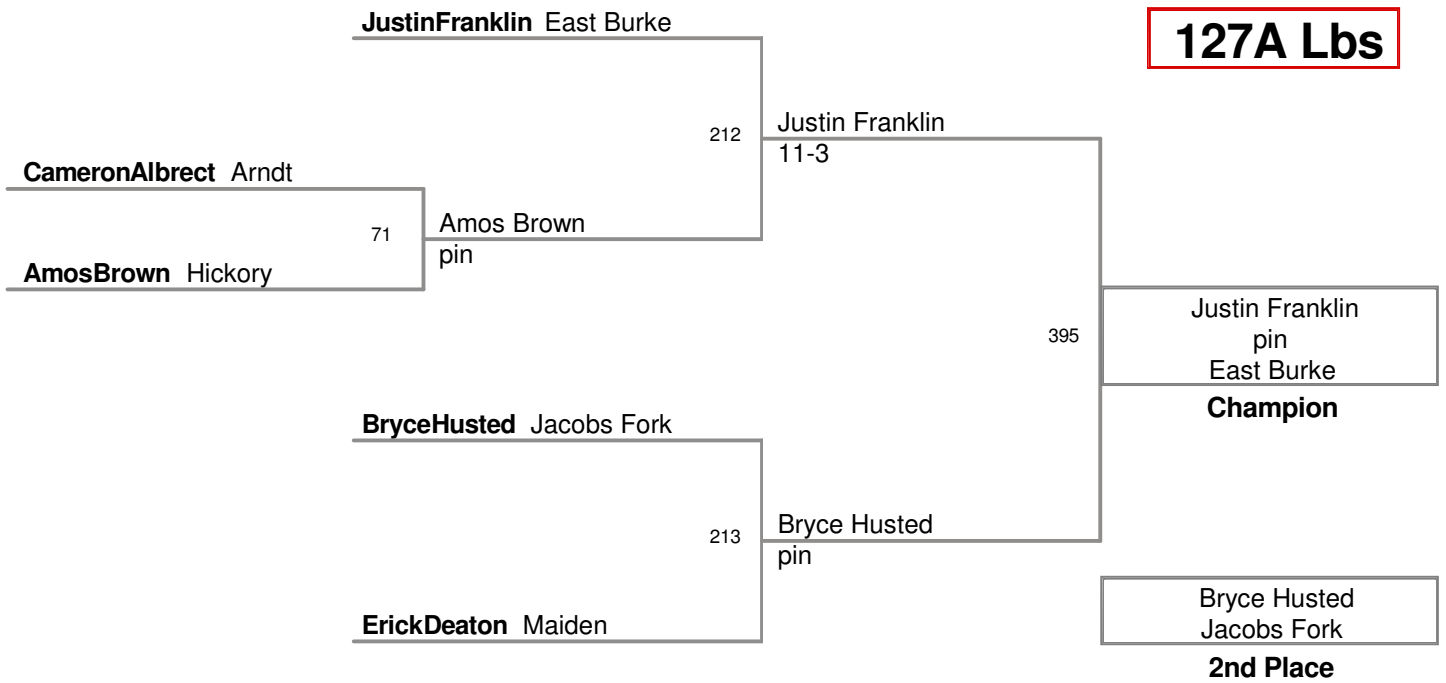 JustinFranklin East Burke
127A Lbs
212
Justin Franklin
11-3
CameronAlbrect Arndt
71
Amos Brown
pin
AmosBrown Hickory
395
Justin Franklin
pin
East Burke
Champion
BryceHusted Jacobs Fork
213
Bryce Husted
pin
ErickDeaton Maiden
Bryce Husted
Jacobs Fork
2nd Place